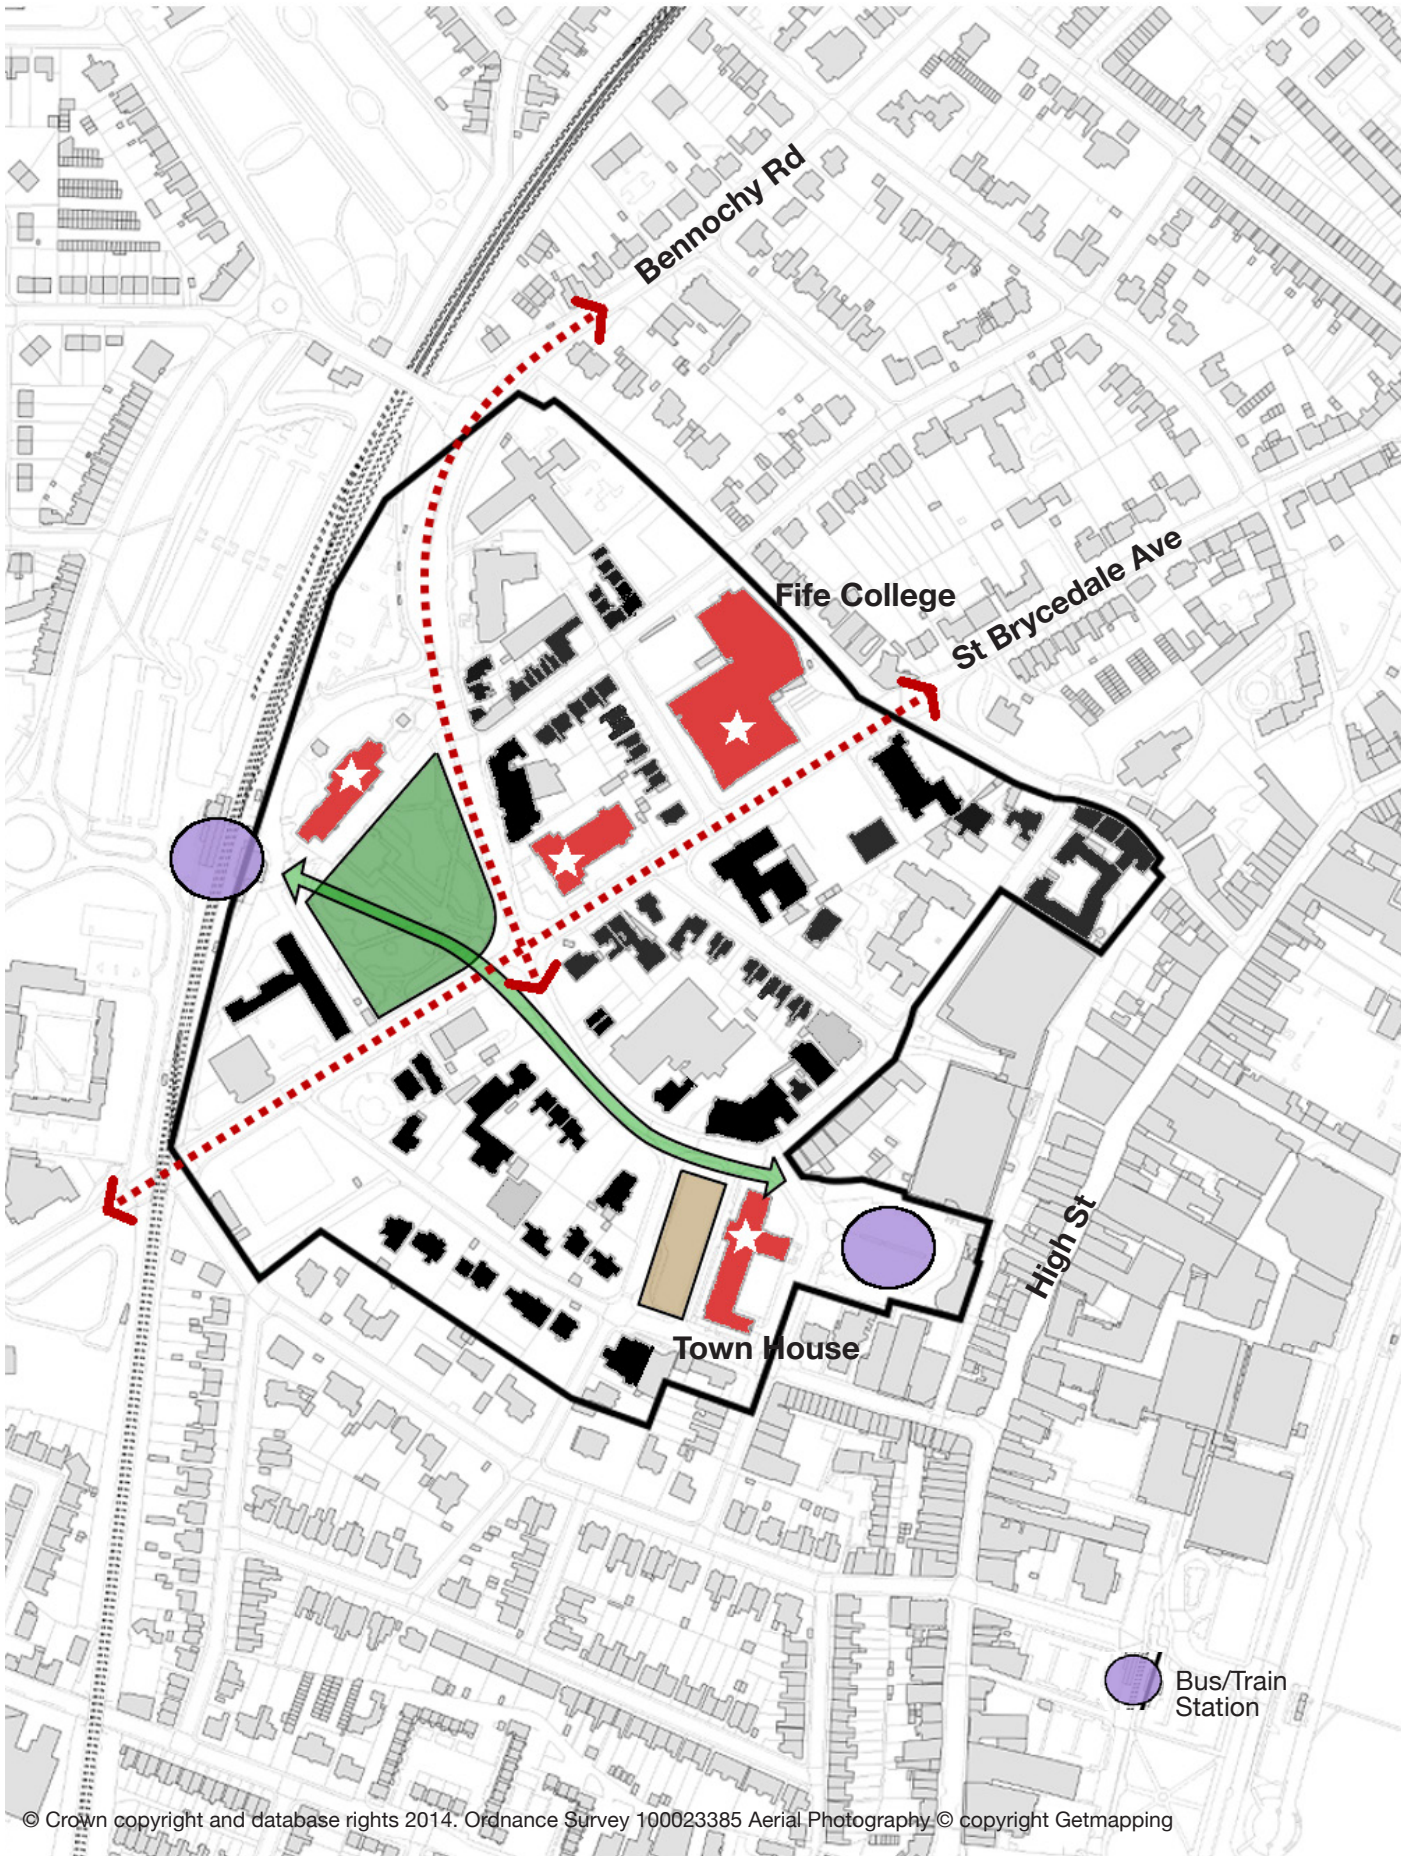 Bennochy Rd
Fife College
St Brycedale Ave
High St
Town House
Bus/Train
Station
© Crown copyright and database rights 2014. Ordnance Survey 100023385 Aerial Photography © copyright Getmapping